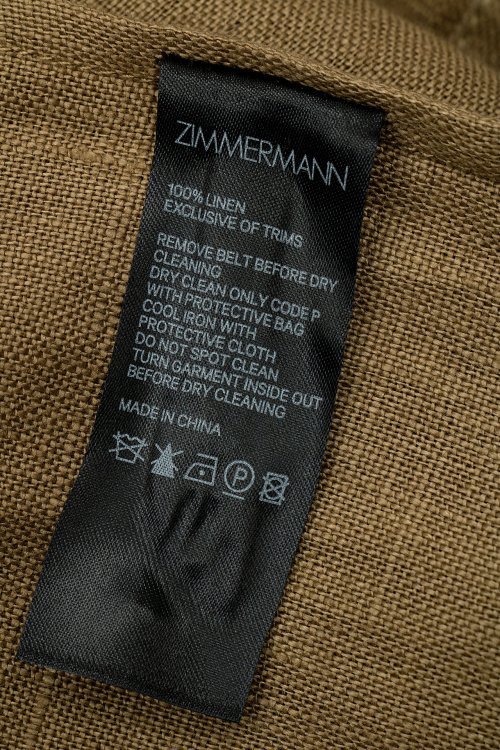 ZIMMERMANN
100% LINEN
EXCLUSIVE OF TRIMS
REMOVE BELT BEFORE DRY
CLEANING
DRY CLEAN ONLY CODE P
WITH PROTECTIVE BAG
COOL IRON WITH
PROTECTIVE CLOTH
DO NOT SPOT CLEAN
TURN GARMENT INSIDE OUT
BEFORE DRY CLEANING
MADE IN CHINA
P